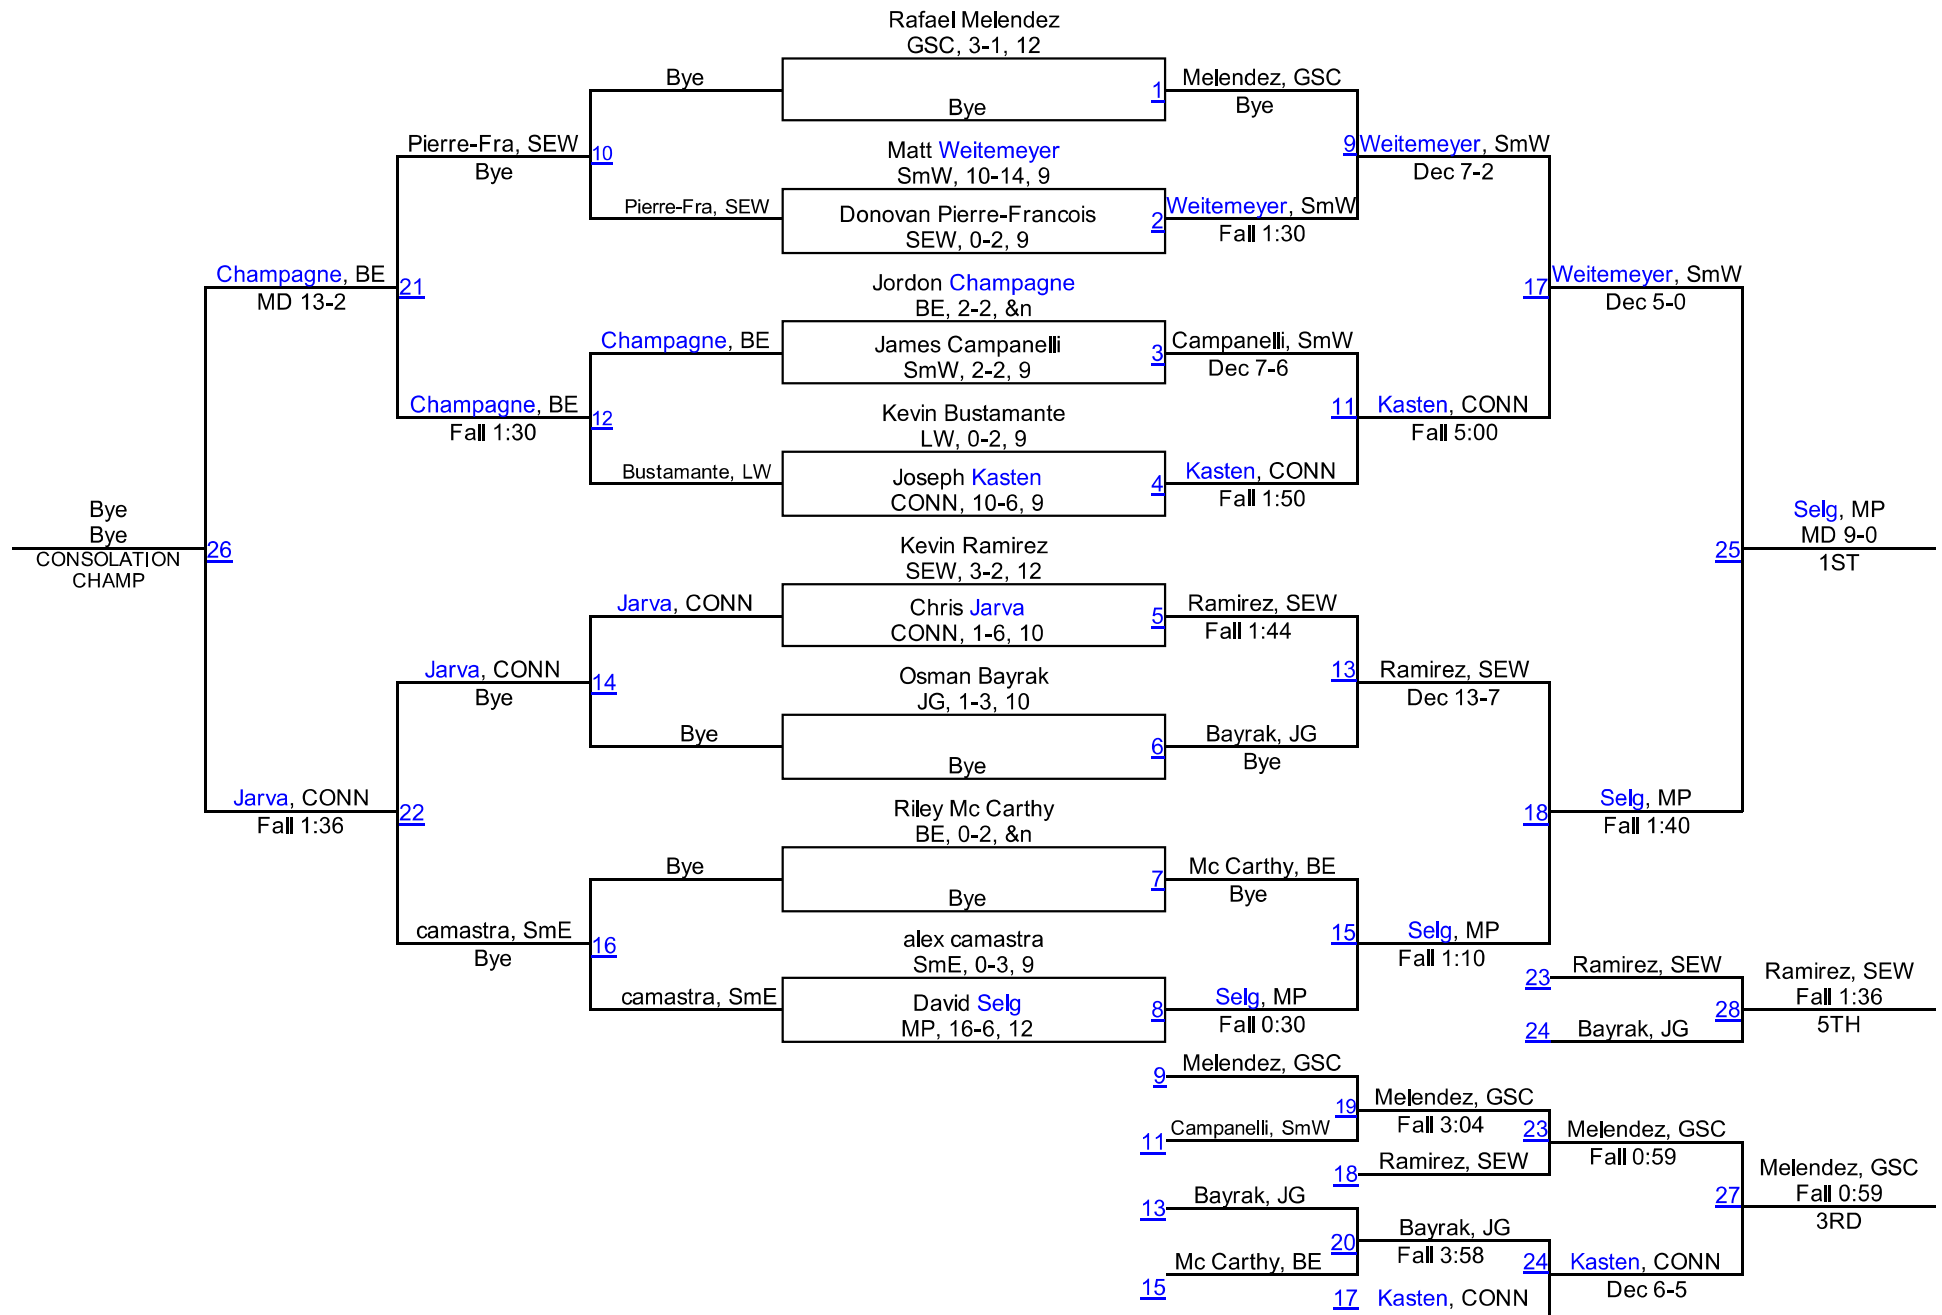 Rafael Melendez
GSC, 3-1, 12
Bye
Bye
1
Melendez, GSC
Bye
Pierre-Fra, SEW
Bye
10
Matt Weitemeyer
SmW, 10-14, 9
9
Weitemeyer, SmW
Dec 7-2
Pierre-Fra, SEW
Donovan Pierre-Francois
SEW, 0-2, 9
2
Weitemeyer, SmW
Fall 1:30
Champagne, BE
MD 13-2
21
Jordon Champagne
BE, 2-2, &n
17
Weitemeyer, SmW
Dec 5-0
Champagne, BE
James Campanelli
SmW, 2-2, 9
3
Campanelli, SmW
Dec 7-6
Champagne, BE
Fall 1:30
12
Kevin Bustamante
LW, 0-2, 9
11
Kasten, CONN
Fall 5:00
Bustamante, LW
Joseph Kasten
CONN, 10-6, 9
4
Kasten, CONN
Fall 1:50
Bye
Bye
CONSOLATION
CHAMP
26
Kevin Ramirez
SEW, 3-2, 12
25
Selg, MP
MD 9-0
1ST
Jarva, CONN
Chris Jarva
CONN, 1-6, 10
5
Ramirez, SEW
Fall 1:44
Jarva, CONN
Bye
14
Osman Bayrak
JG, 1-3, 10
13
Ramirez, SEW
Dec 13-7
Bye
Bye
6
Bayrak, JG
Bye
Jarva, CONN
Fall 1:36
22
Riley Mc Carthy
BE, 0-2, &n
18
Selg, MP
Fall 1:40
Bye
Bye
7
Mc Carthy, BE
Bye
camastra, SmE
Bye
16
alex camastra
SmE, 0-3, 9
15
Selg, MP
Fall 1:10
camastra, SmE
David Selg
MP, 16-6, 12
8
Selg, MP
Fall 0:30
23
Ramirez, SEW
24
Bayrak, JG
28
Ramirez, SEW
Fall 1:36
5TH
9
Melendez, GSC
11
Campanelli, SmW
19
Melendez, GSC
Fall 3:04
18
Ramirez, SEW
23
Melendez, GSC
Fall 0:59
13
Bayrak, JG
15
Mc Carthy, BE
20
Bayrak, JG
Fall 3:58
17
Kasten, CONN
24
Kasten, CONN
Dec 6-5
27
Melendez, GSC
Fall 0:59
3RD